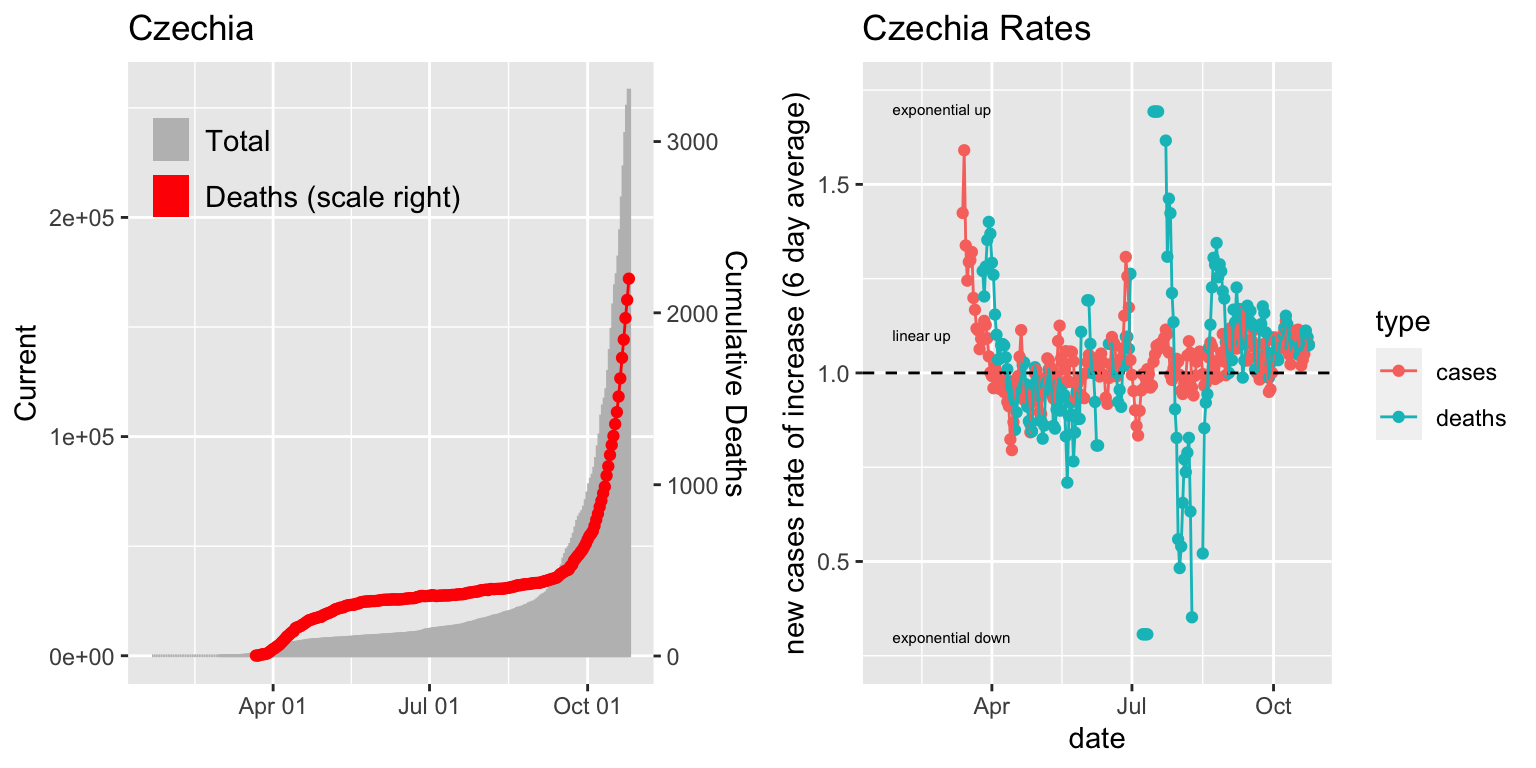 Czechia
Total
Deaths (scale right)
Current
2e+05
1e+05
0e+00
3000
2000
1000
0
Cumulative Deaths
Apr 01
Jul 01
Oct 01
Czechia Rates
new cases rate of increase (6 day average)
1.5
1.0
0.5
exponential up
linear up
exponential down
Apr
Jul
Oct
date
type
cases
deaths